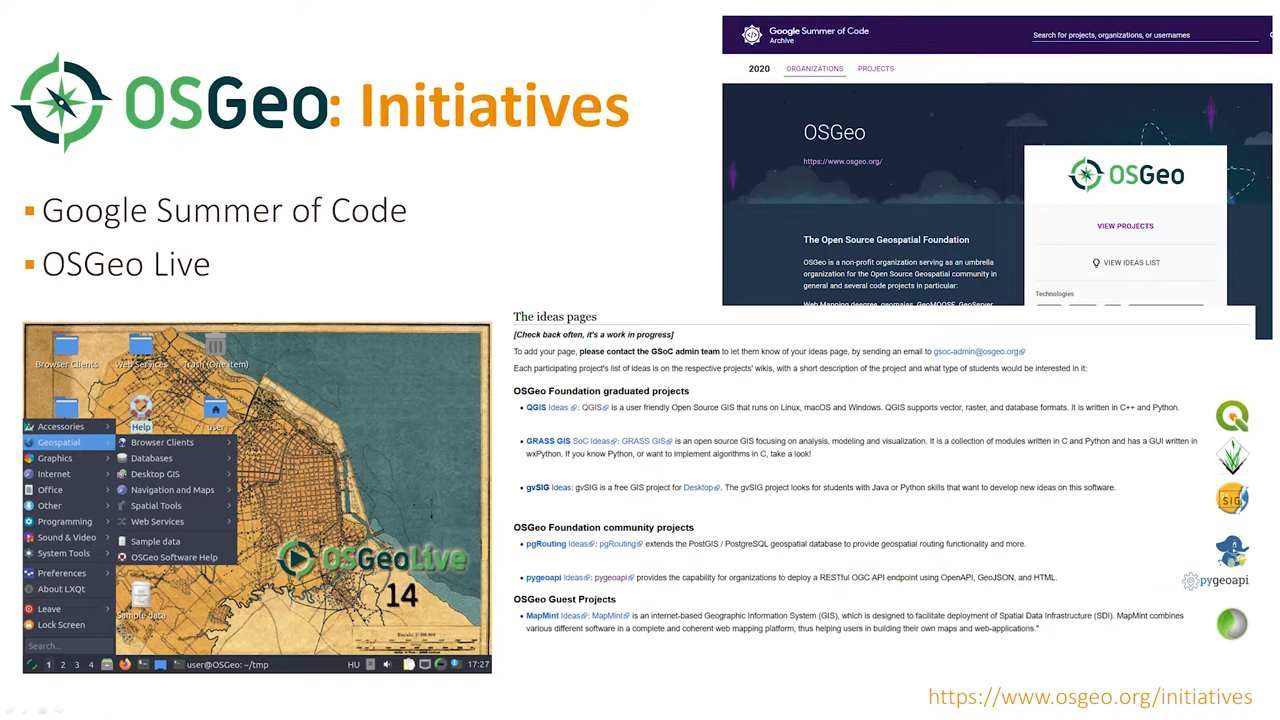 OSGeo: Initiatives
Google Summer of Code
OSGeo Live
Google Summer of Code
Archive
Search for projects, organizations, or usernames
2020 ORGANIZATIONS PROJECTS
OSGeo
https://www.osgeo.org/
The Open Source Geospatial Foundation
OSGeo is a non-profit organization serving as an umbrella
organization for the Open Source Geospatial community in
general and several code projects in particular:
Web Mapping deegree, geomajas, GeoMOOSE, GeoServer,
OSGeo
VIEW PROJECTS
VIEW IDEAS LIST
Technologies
Browser Clients
Web Services
Trash (One item)
Help
user
Accessories
Geospatial
Graphics
Internet
Office
Other
Programming
Sound & Video
System Tools
Preferences
About LXQt
Leave
Lock Screen
Search...
Browser Clients
Databases
Desktop GIS
Navigation and Maps
Spatial Tools
Web Services
Sample data
OSGeo Software Help
Sample data
OSGeoLive
14
1 2 3 4
user@OSGeo: ~/tmp
HU
17:27
The ideas pages
[Check back often, it's a work in progress]
To add your page, please contact the GSoC admin team to let them know of your ideas page, by sending an email to gsoc-admin@osgeo.org
Each participating project's list of ideas is on the respective projects' wikis, with a short description of the project and what type of students would be interested in it:
OSGeo Foundation graduated projects
• QGIS Ideas: QGIS is a user friendly Open Source GIS that runs on Linux, macOS and Windows. QGIS supports vector, raster, and database formats. It is written in C++ and Python.
• GRASS GIS SoC Ideas: GRASS GIS is an open source GIS focusing on analysis, modeling and visualization. It is a collection of modules written in C and Python and has a GUI written in
wxPython. If you know Python, or want to implement algorithms in C, take a look!
• gvSIG Ideas: gvSIG is a free GIS project for Desktop. The gvSIG project looks for students with Java or Python skills that want to develop new ideas on this software.
SIG
OSGeo Foundation community projects
• pgRouting Ideas: pgRouting extends the PostGIS / PostgreSQL geospatial database to provide geospatial routing functionality and more.
• pygeoapi Ideas: pygeoapi provides the capability for organizations to deploy a RESTful OGC API endpoint using OpenAPI, GeoJSON, and HTML.
pygeoapi
OSGeo Guest Projects
• MapMint Ideas: MapMint is an internet-based Geographic Information System (GIS), which is designed to facilitate deployment of Spatial Data Infrastructure (SDI). MapMint combines
various different software in a complete and coherent web mapping platform, thus helping users in building their own maps and web-applications."
https://www.osgeo.org/initiatives